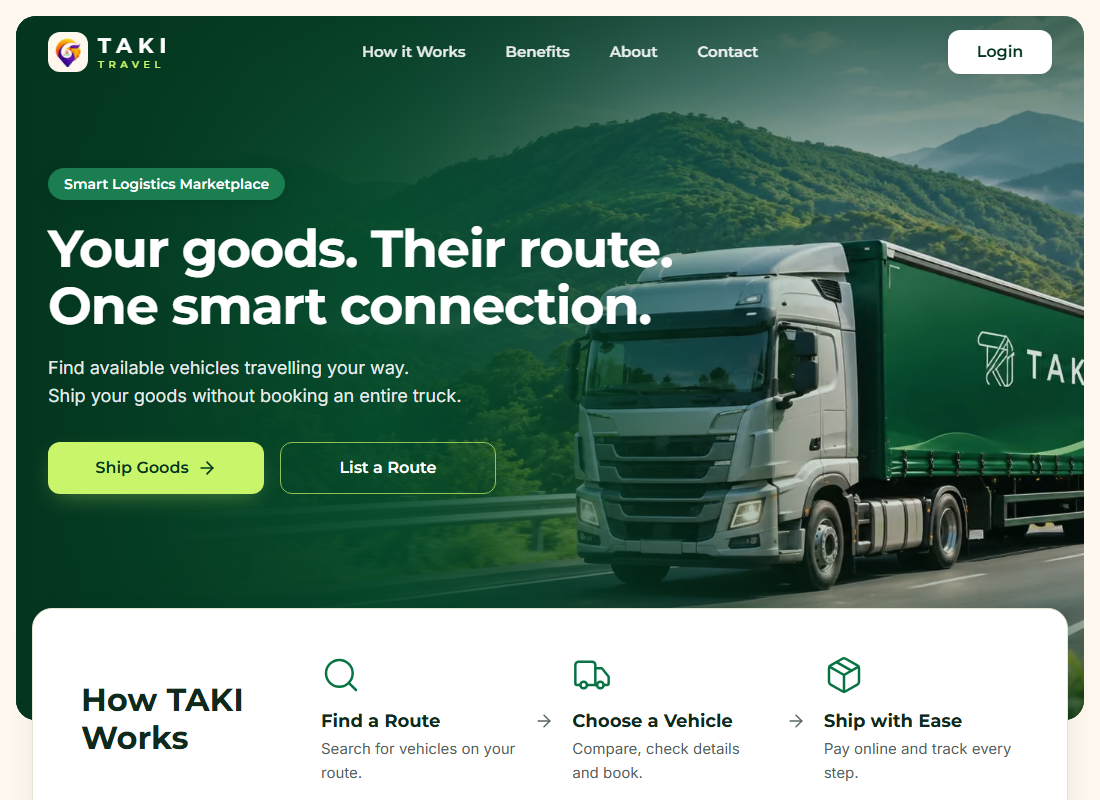 TAKI
TRAVEL
How it Works
Benefits
About
Contact
Login
Smart Logistics Marketplace
Your goods. Their route.
One smart connection.
Find available vehicles travelling your way.
Ship your goods without booking an entire truck.
Ship Goods
List a Route
TAK
How TAKI
Works
Find a Route
Search for vehicles on your
route.
Choose a Vehicle
Compare, check details
and book.
Ship with Ease
Pay online and track every
step.